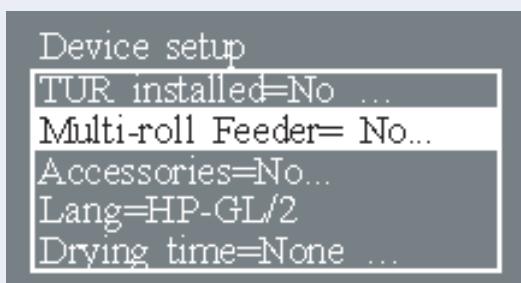 Device setup
TUR installed=No ...
Multi-roll Feeder= No...
Accessories=No...
Lang=HP-GL/2
Drying time=None ...